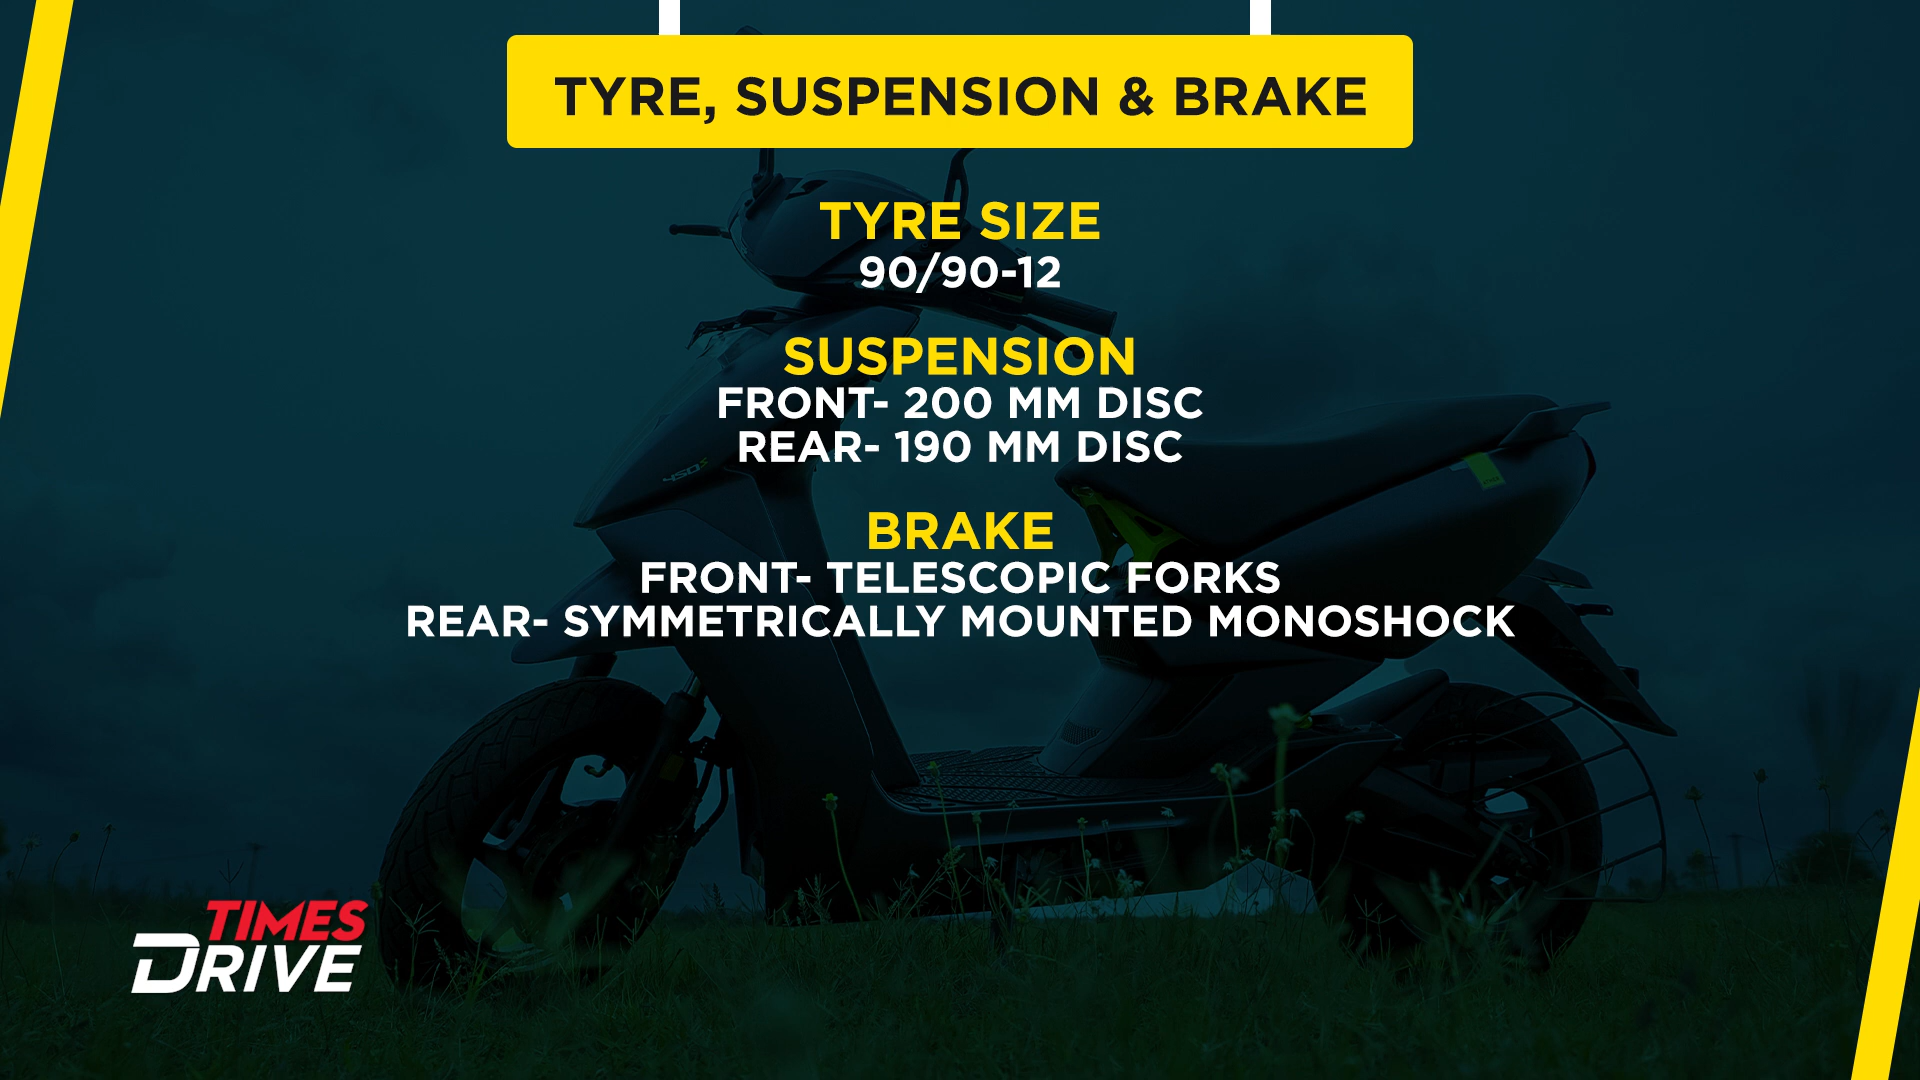 TYRE, SUSPENSION & BRAKE
TYRE SIZE
90/90-12
SUSPENSION
FRONT- 200 MM DISC
REAR- 190 MM DISC
450S
BRAKE
FRONT- TELESCOPIC FORKS
REAR- SYMMETRICALLY MOUNTED MONOSHOCK
TIMES
DRIVE